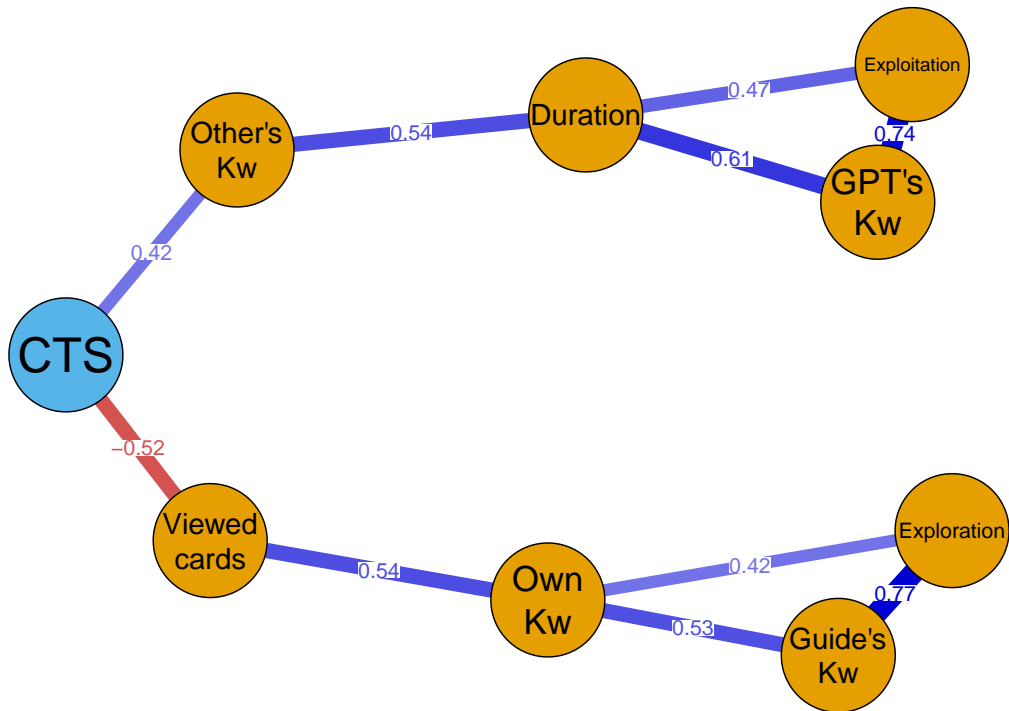 Exploitation
0.47
Duration
0.74
Other's
Kw
0.54
0.61
GPT's
Kw
0.42
CTS
−0.52
Viewed
cards
0.54
Own
Kw
0.42
Exploration
0.77
0.53
Guide's
Kw